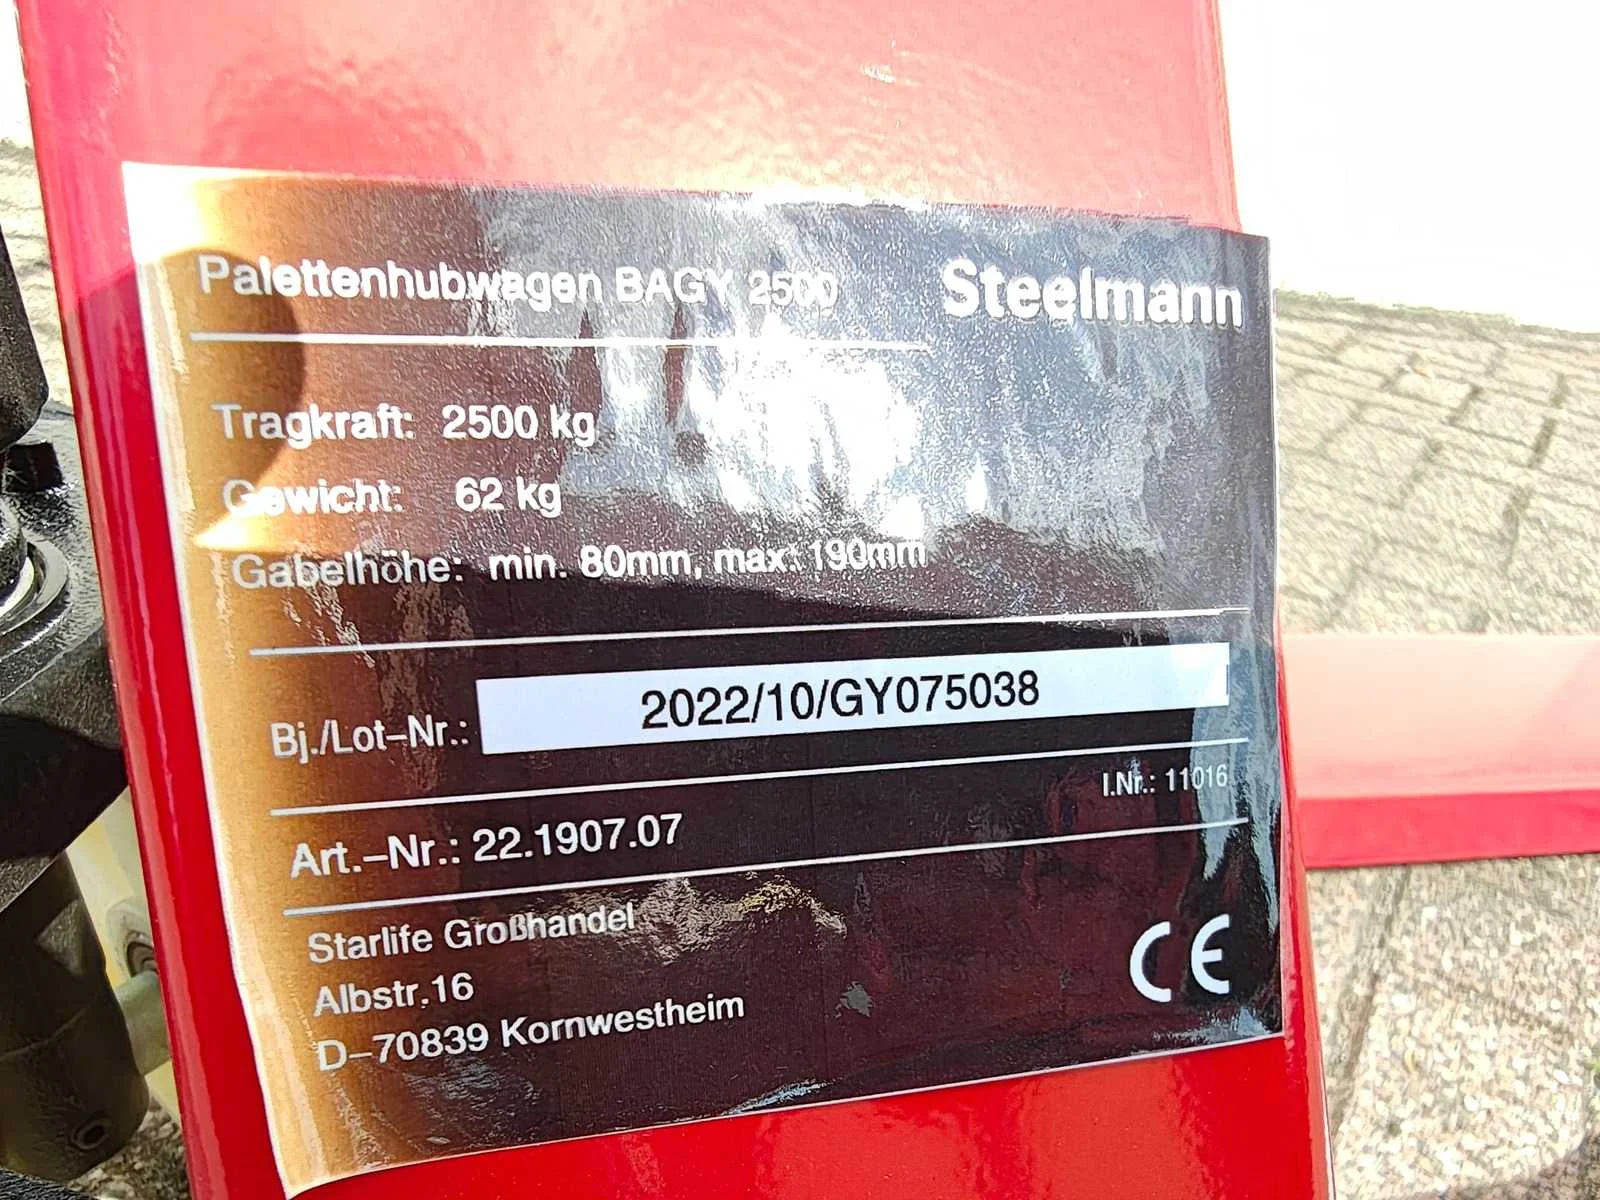 Palettenhubwagen BAGY 2500
Steelmann
Tragkraft: 2500 kg
Gewicht: 62 kg
Gabelhöhe: min. 80mm, max: 190mm
Bj./Lot-Nr.: 2022/10/GY075038
I.Nr.: 11016
Art.-Nr.: 22.1907.07
Starlife Großhandel
Albstr.16
D-70839 Kornwestheim
CE